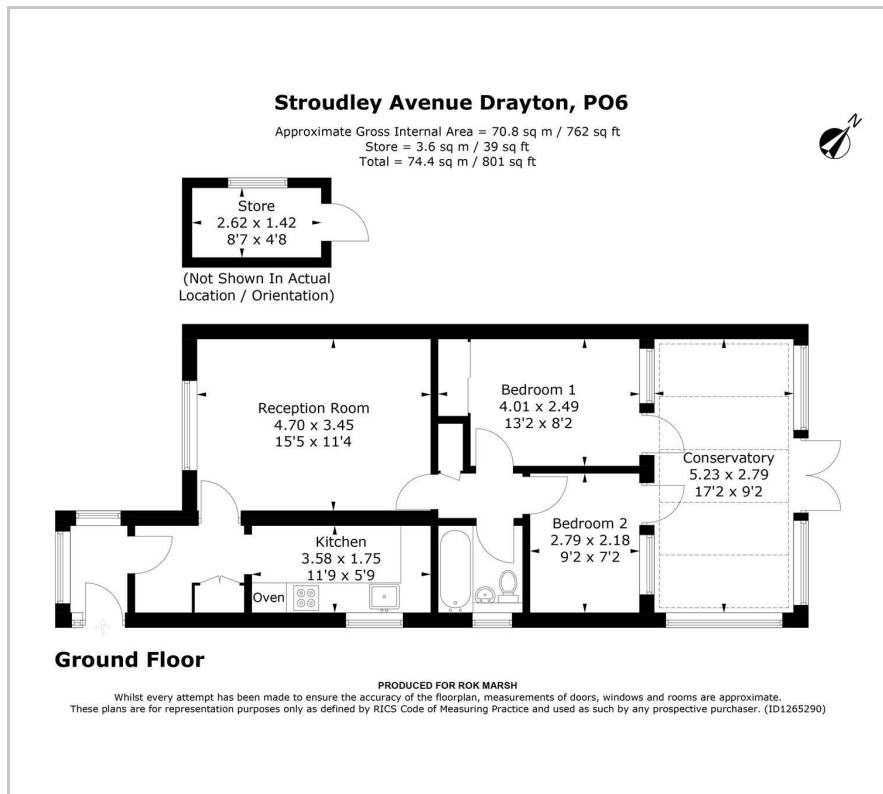 Stroudley Avenue Drayton, PO6
Approximate Gross Internal Area = 70.8 sq m / 762 sq ft
Store = 3.6 sq m / 39 sq ft
Total = 74.4 sq m / 801 sq ft
N
Store
2.62 x 1.42
8'7 x 4'8
(Not Shown In Actual
Location / Orientation)
Reception Room
4.70 x 3.45
15'5 x 11'4
Bedroom 1
4.01 x 2.49
13'2 x 8'2
Conservatory
5.23 x 2.79
17'2 x 9'2
Kitchen
3.58 x 1.75
11'9 x 5'9
Oven
Bedroom 2
2.79 x 2.18
9'2 x 7'2
Ground Floor
PRODUCED FOR ROK MARSH
Whilst every attempt has been made to ensure the accuracy of the floorplan, measurements of doors, windows and rooms are approximate.
These plans are for representation purposes only as defined by RICS Code of Measuring Practice and used as such by any prospective purchaser. (ID1265290)